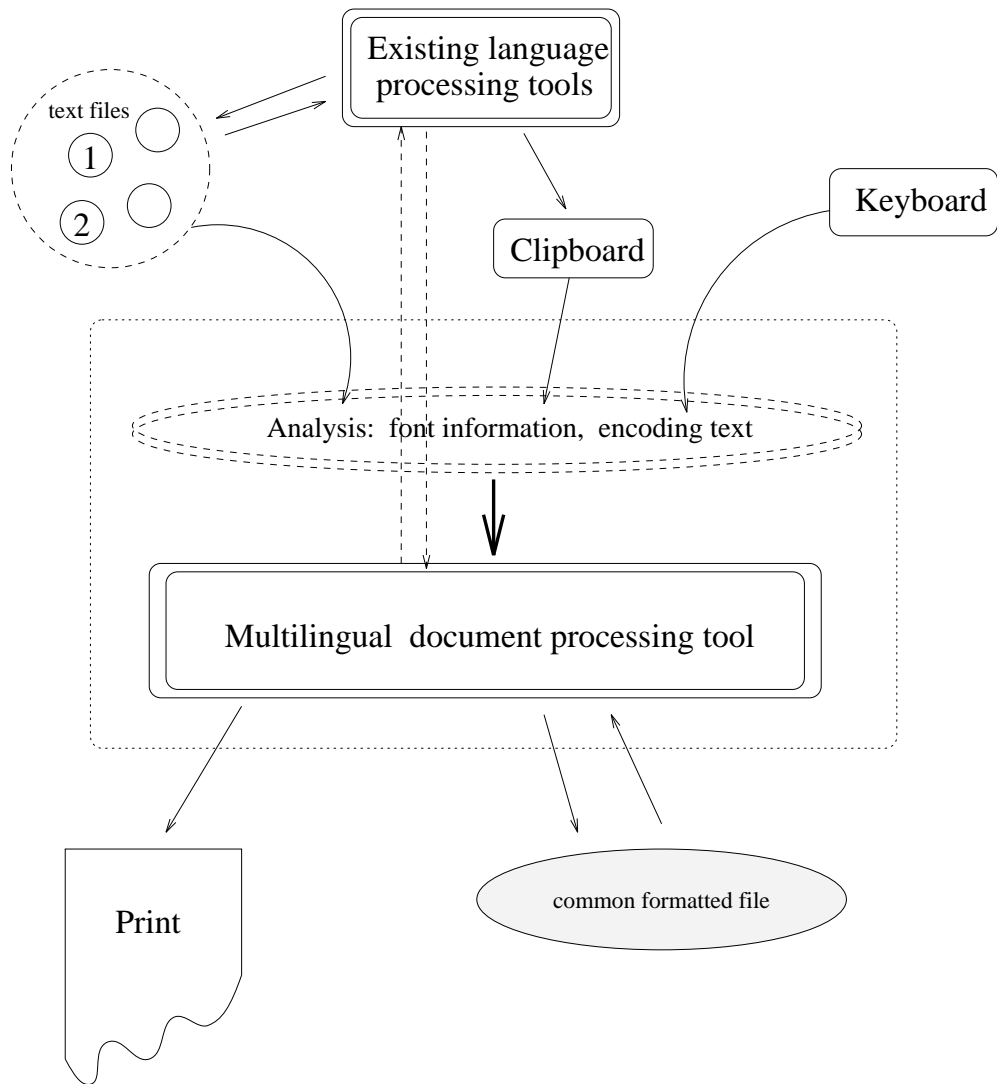 Existing language
processing tools
text files
1
2
Keyboard
Clipboard
Analysis: font information, encoding text
Multilingual document processing tool
Print
common formatted file